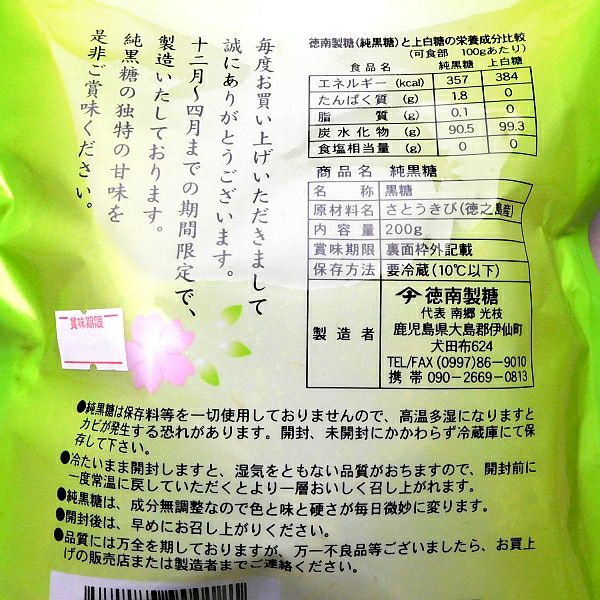 毎度お買い上げいただきまして
誠にありがとうございます。
十二月〜四月までの期間限定で、
製造いたしております。
純黒糖の独特の甘味を
是非ご賞味ください。
徳南製糖(純黒糖)と上白糖の栄養成分比較
(可食部 100gあたり)
食品名 純黒糖 上白糖
エネルギー (kcal) 357 384
たんぱく質 (g) 1.8 0
脂質 (g) 0.1 0
炭水化物 (g) 90.5 99.3
食塩相当量 (g) 0 0
商品名 純黒糖
名称 黒糖
原材料名 さとうきび(徳之島産)
内容量 200g
賞味期限 裏面枠外記載
保存方法 要冷蔵(10℃以下)
製造者
徳南製糖
代表 南郷 光枝
鹿児島県大島郡伊仙町
犬田布624
TEL/FAX (0997)86-9010
携帯 090-2669-0813
賞味期限
●純黒糖は保存料等を一切使用しておりませんので、高温多湿になりますと
カビが発生する恐れがあります。開封、未開封にかかわらず冷蔵庫にて保
存して下さい。
●冷たいまま開封しますと、湿気をともない品質がおちますので、開封前に
一度常温に戻していただくとより一層おいしく召し上がれます。
●純黒糖は、成分無調整なので色と味と硬さが毎日微妙に変ります。
●開封後は、早めにお召し上がりください。
●品質には万全を期しておりますが、万一不良品等ございましたら、お買上
げの販売店または製造者までご連絡ください。